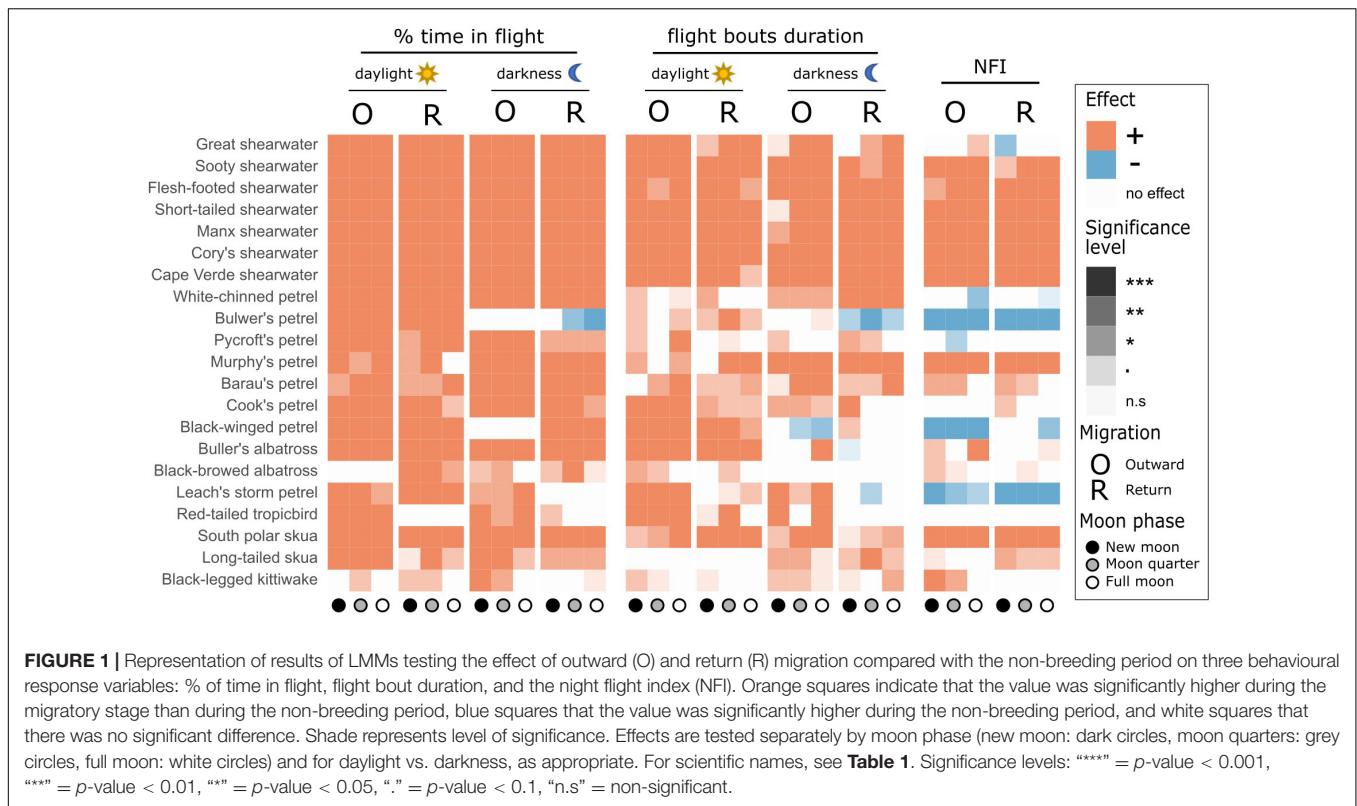 % time in flight
flight bouts duration
daylight
darkness
daylight
darkness
NFI
O
R
O
R
O
R
O
R
O
R
Great shearwater
Sooty shearwater
Flesh-footed shearwater
Short-tailed shearwater
Manx shearwater
Cory's shearwater
Cape Verde shearwater
White-chinned petrel
Bulwer's petrel
Pycroft's petrel
Murphy's petrel
Barau's petrel
Cook's petrel
Black-winged petrel
Buller's albatross
Black-browed albatross
Leach's storm petrel
Red-tailed tropicbird
South polar skua
Long-tailed skua
Black-legged kittiwake
Effect
+
-
no effect
Significance
level
***
**
*
.
n.s
Migration
O Outward
R Return
Moon phase
New moon
Moon quarter
Full moon
FIGURE 1 | Representation of results of LMMs testing the effect of outward (O) and return (R) migration compared with the non-breeding period on three behavioural
response variables: % of time in flight, flight bout duration, and the night flight index (NFI). Orange squares indicate that the value was significantly higher during the
migratory stage than during the non-breeding period, blue squares that the value was significantly higher during the non-breeding period, and white squares that
there was no significant difference. Shade represents level of significance. Effects are tested separately by moon phase (new moon: dark circles, moon quarters: grey
circles, full moon: white circles) and for daylight vs. darkness, as appropriate. For scientific names, see Table 1. Significance levels: “***” = p-value < 0.001,
“**” = p-value < 0.01, “*” = p-value < 0.05, “.” = p-value < 0.1, “n.s” = non-significant.